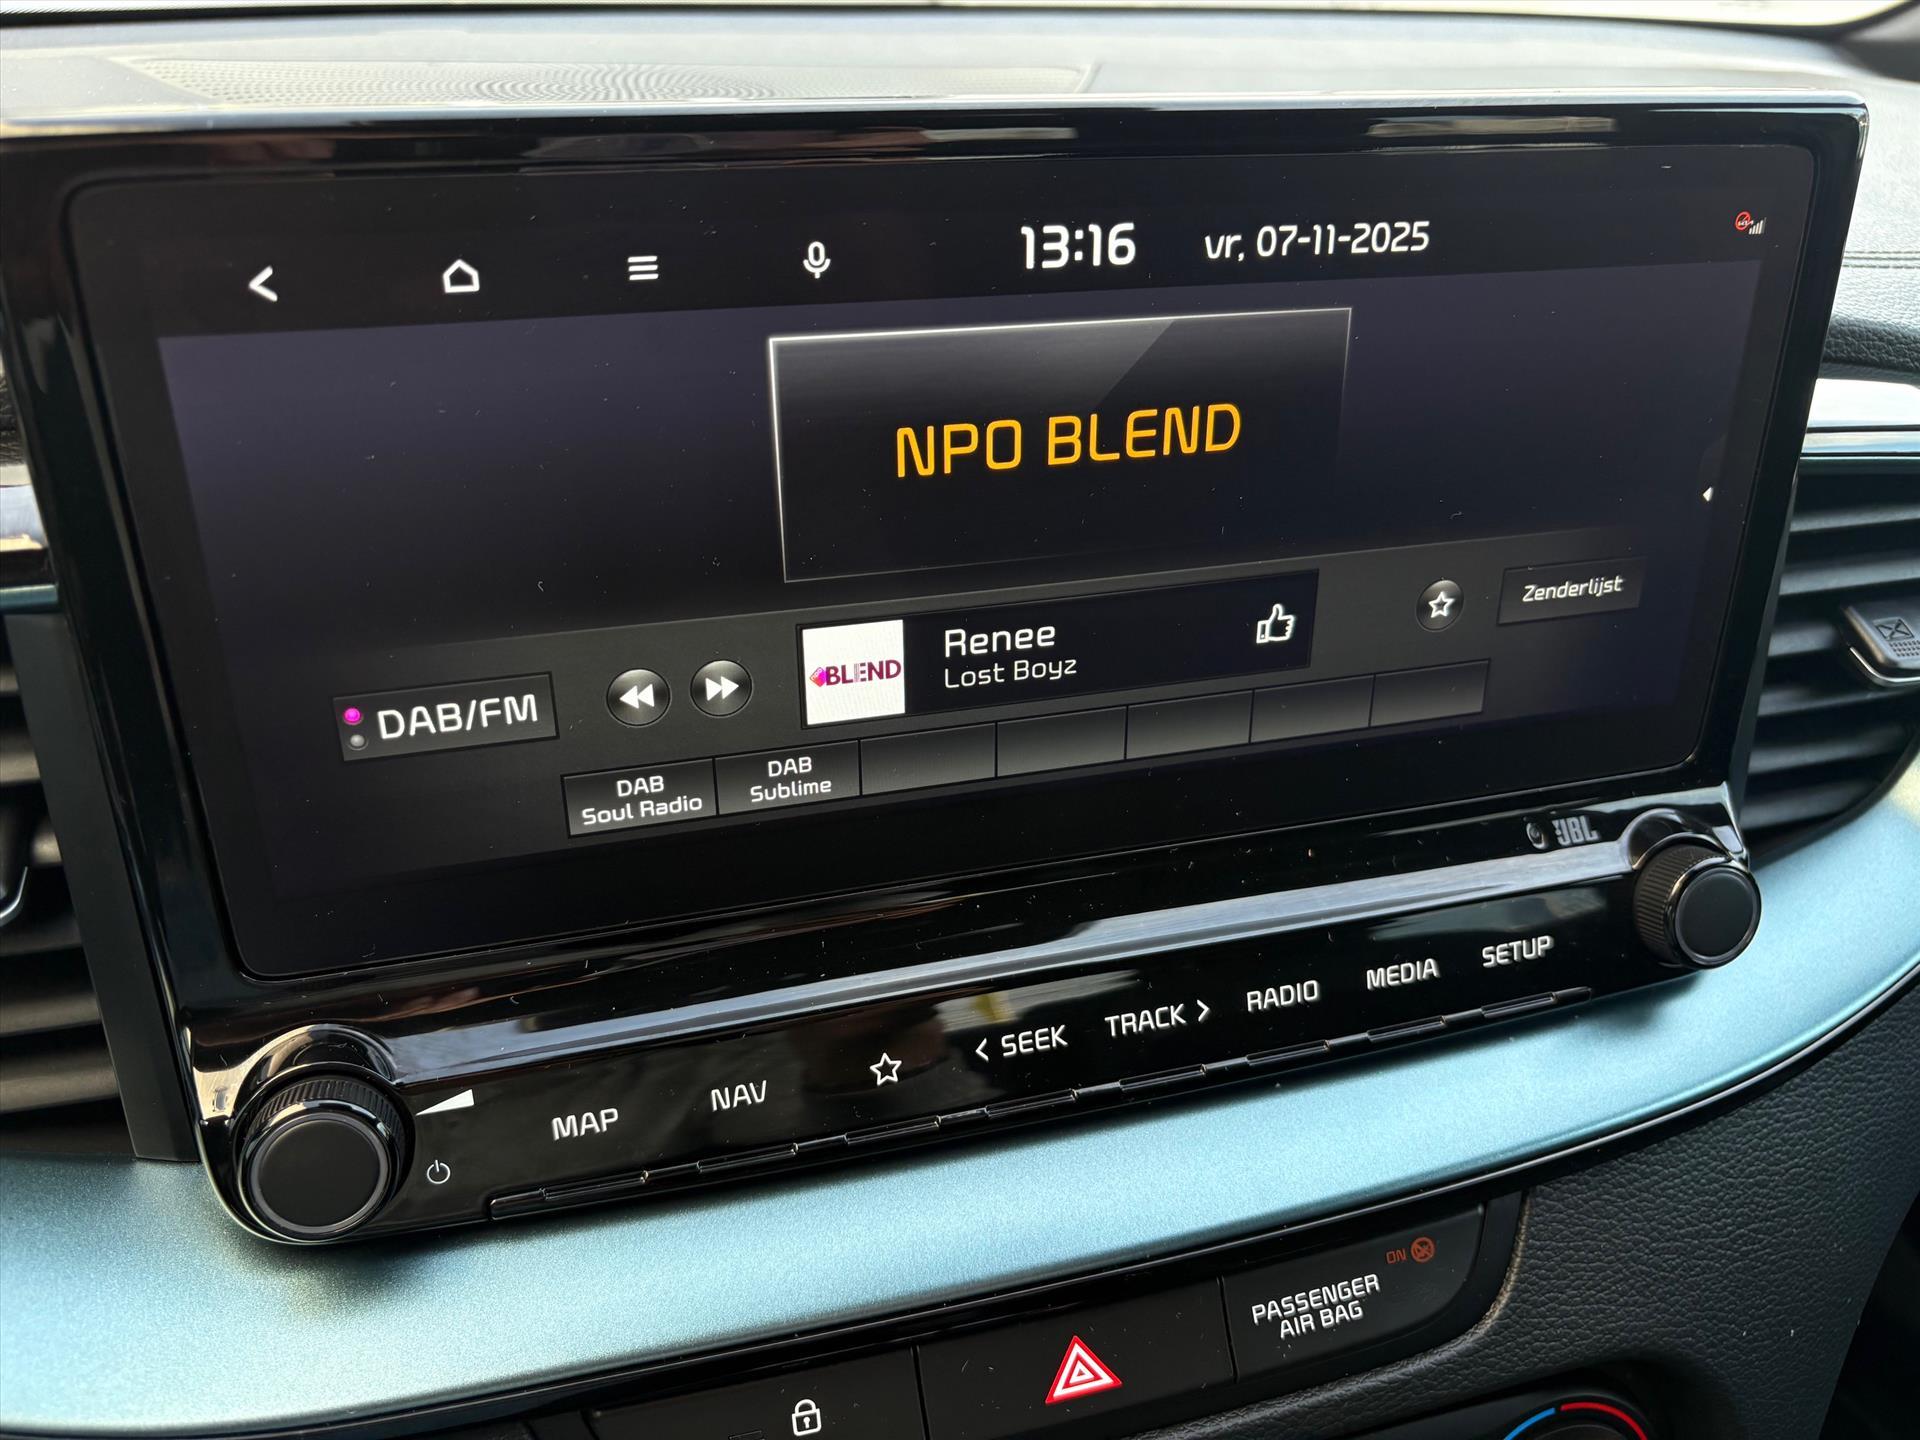 13:16
vr, 07-11-2025
NPO BLEND
Zenderlijst
BLEND
Renee
Lost Boyz
DAB/FM
DAB
Soul Radio
DAB
Sublime
JBL
MAP
NAV
< SEEK
TRACK >
RADIO
MEDIA
SETUP
ON
PASSENGER
AIR BAG